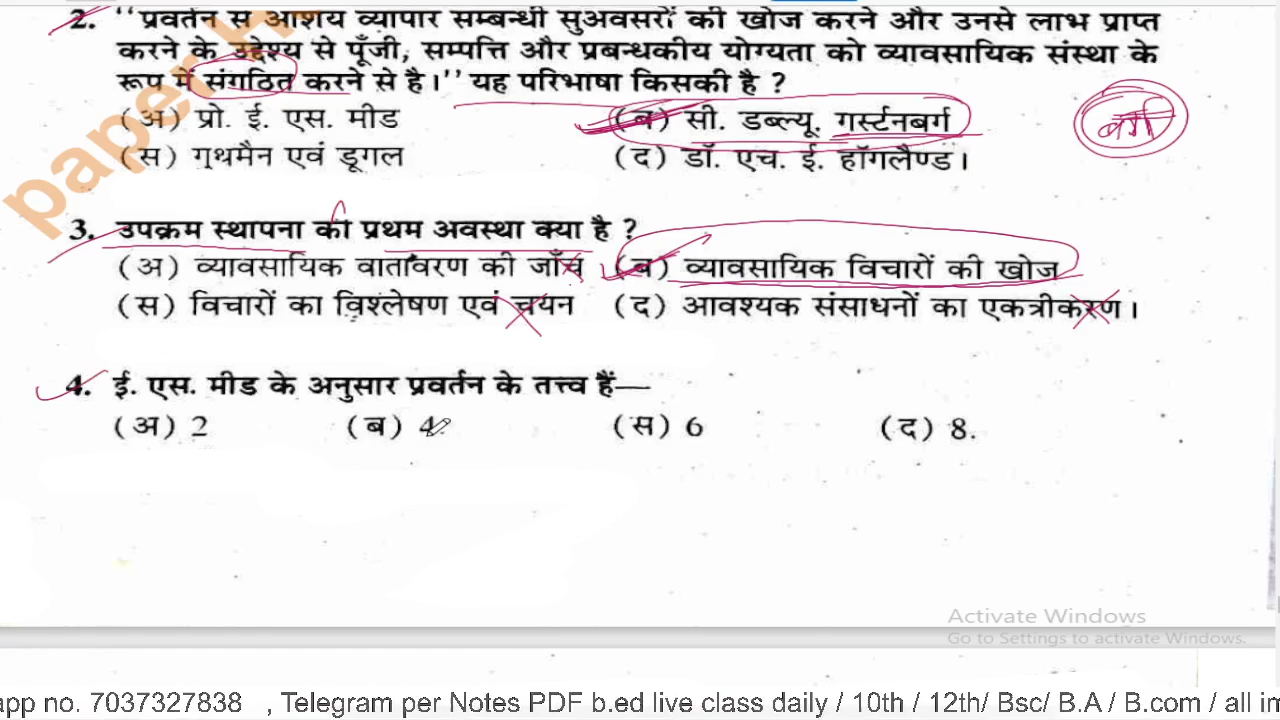 2. ‘‘प्रवर्तन से आशय व्यापार सम्बन्धी सुअवसरों की खोज करने और उनसे लाभ प्राप्त
करने के उद्देश्य से पूँजी, सम्पत्ति और प्रबन्धकीय योग्यता को व्यावसायिक संस्था के
रूप में संगठित करने से है।’’ यह परिभाषा किसकी है ?
(अ) प्रो. ई. एस. मीड (ब) सी. डब्ल्यू. गर्स्टनबर्ग
बर्ग
(स) गुथमैन एवं डूगल (द) डॉ. एच. ई. हॉगलैण्ड।
paper
3. उपक्रम स्थापना की प्रथम अवस्था क्या है ?
(अ) व्यावसायिक वातावरण की जाँच (ब) व्यावसायिक विचारों की खोज
(स) विचारों का विश्लेषण एवं चयन (द) आवश्यक संसाधनों का एकत्रीकरण।
4. ई. एस. मीड के अनुसार प्रवर्तन के तत्त्व हैं—
(अ) 2 (ब) 4 (स) 6 (द) 8.
Activate Windows
Go to Settings to activate Windows.
app no. 7037327838 , Telegram per Notes PDF b.ed live class daily / 10th / 12th/ Bsc/ B.A / B.com / all in